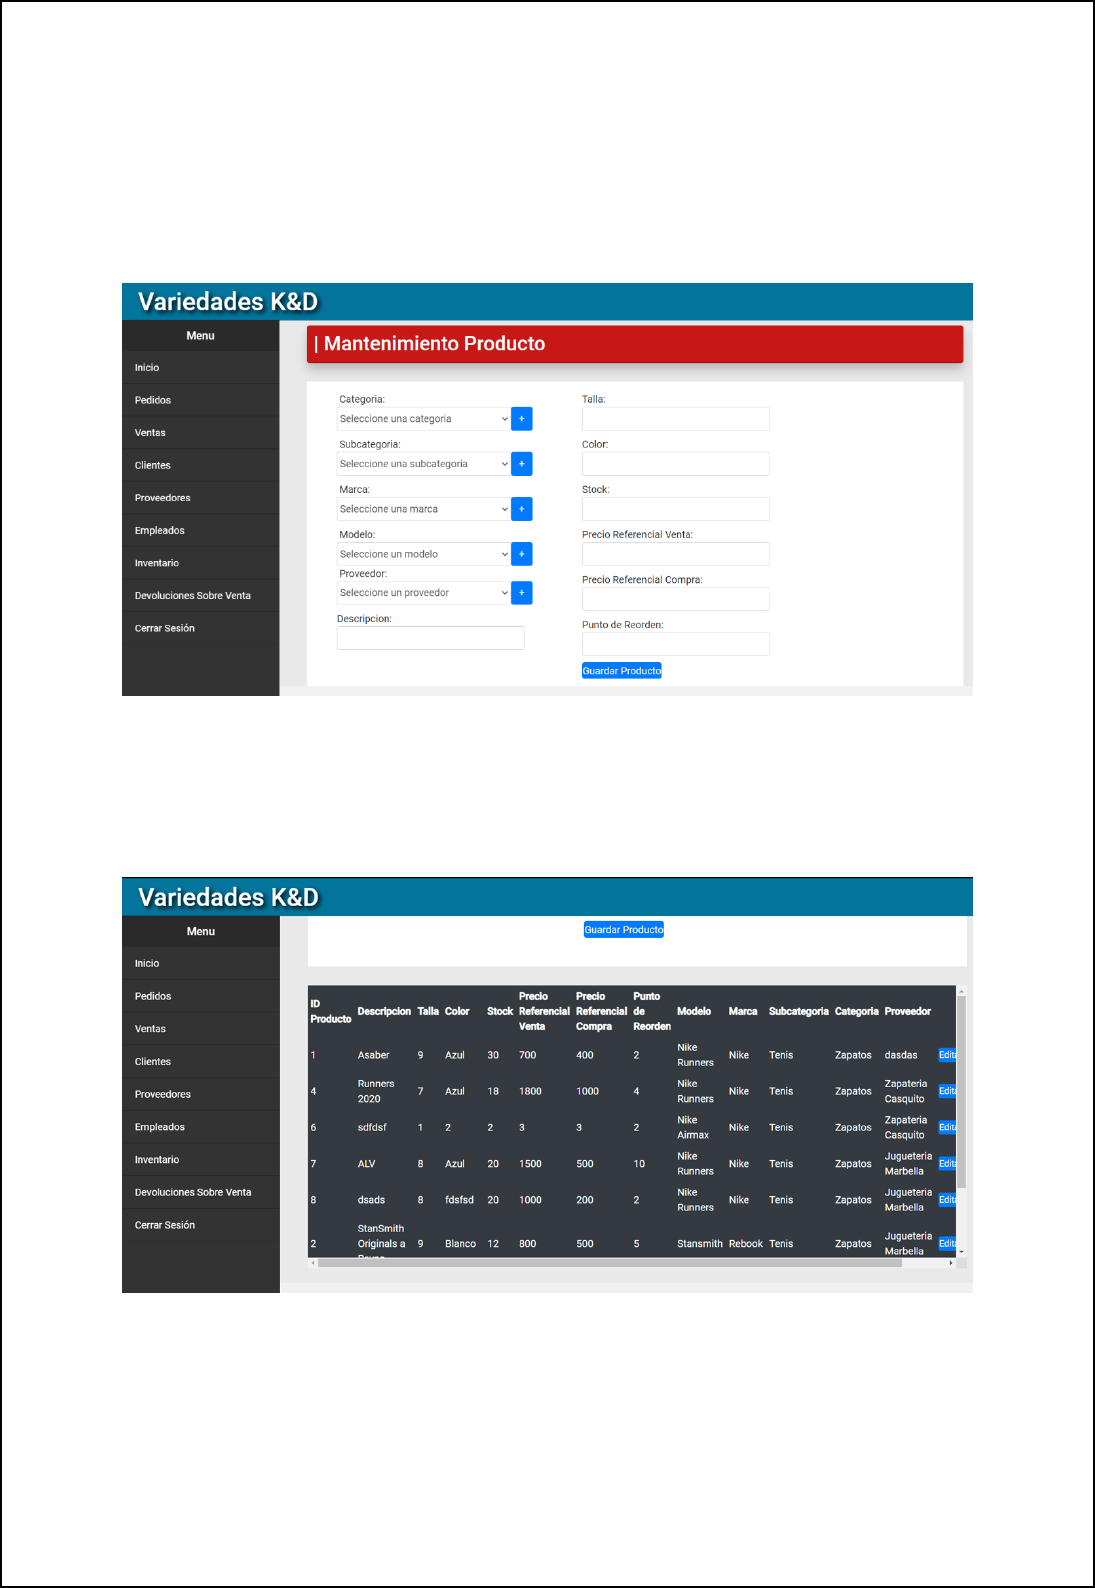 Variedades K&D
Menu
Inicio
Pedidos
Ventas
Clientes
Proveedores
Empleados
Inventario
Devoluciones Sobre Venta
Cerrar Sesión
| Mantenimiento Producto
Categoria:
Seleccione una categoria
+
Subcategoria:
Seleccione una subcategoria
+
Marca:
Seleccione una marca
+
Modelo:
Seleccione un modelo
+
Proveedor:
Seleccione un proveedor
+
Descripcion:
Talla:
Color:
Stock:
Precio Referencial Venta:
Precio Referencial Compra:
Punto de Reorden:
Guardar Producto
Variedades K&D
Menu
Inicio
Pedidos
Ventas
Clientes
Proveedores
Empleados
Inventario
Devoluciones Sobre Venta
Cerrar Sesión
Guardar Producto
ID Producto Descripcion Talla Color Stock Precio Referencial Venta Precio Referencial Compra Punto de Reorden Modelo Marca Subcategoria Categoria Proveedor
1 Asaber 9 Azul 30 700 400 2 Nike Runners Nike Tenis Zapatos dasdas Edita
4 Runners 2020 7 Azul 18 1800 1000 4 Nike Runners Nike Tenis Zapatos Zapateria Casquito Edita
6 sdfdsf 1 2 2 3 3 2 Nike Airmax Nike Tenis Zapatos Zapateria Casquito Edita
7 ALV 8 Azul 20 1500 500 10 Nike Runners Nike Tenis Zapatos Jugueteria Marbella Edita
8 dsads 8 fdsfsd 20 1000 200 2 Nike Runners Nike Tenis Zapatos Jugueteria Marbella Edita
2 StanSmith Originals a 9 Blanco 12 800 500 5 Stansmith Rebook Tenis Zapatos Jugueteria Marbella Edita